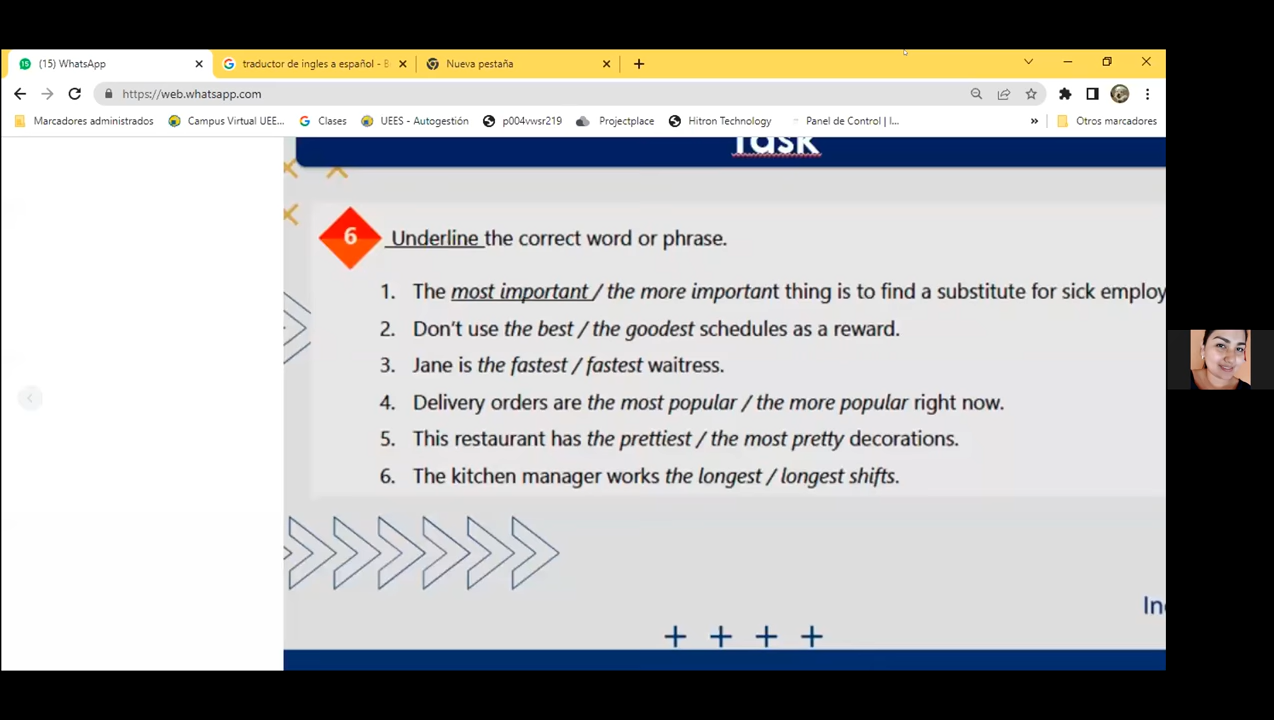 (15) WhatsApp
traductor de íngles a español - B
Nueva pestaña
https://web.whatsapp.com
Marcadores administrados
Campus Virtual UEE...
Clases
UEES - Autogestión
p004vwsr219
Projectplace
Hitron Technology
Panel de Control | I...
»
Otros marcadores
Task
6 Underline the correct word or phrase.
1. The most important / the more important thing is to find a substitute for sick employ
2. Don't use the best / the goodest schedules as a reward.
3. Jane is the fastest / fastest waitress.
4. Delivery orders are the most popular / the more popular right now.
5. This restaurant has the prettiest / the most pretty decorations.
6. The kitchen manager works the longest / longest shifts.